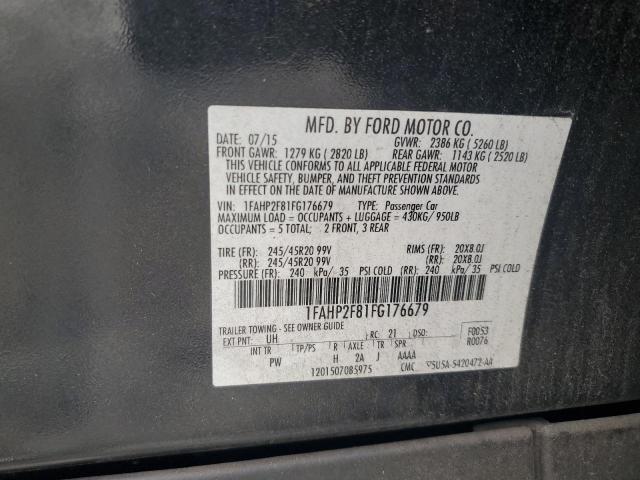 MFD. BY FORD MOTOR CO.
DATE: 07/15 GVWR: 2386 KG ( 5260 LB)
FRONT GAWR: 1279 KG ( 2820 LB) REAR GAWR: 1143 KG ( 2520 LB)
THIS VEHICLE CONFORMS TO ALL APPLICABLE FEDERAL MOTOR
VEHICLE SAFETY, BUMPER, AND THEFT PREVENTION STANDARDS
IN EFFECT ON THE DATE OF MANUFACTURE SHOWN ABOVE.
VIN: 1FAHP2F81FG176679 TYPE: Passenger Car
MAXIMUM LOAD = OCCUPANTS + LUGGAGE = 430KG/ 950LB
OCCUPANTS = 5 TOTAL; 2 FRONT, 3 REAR
TIRE (FR): 245/45R20 99V RIMS (FR): 20X8.0J
(RR): 245/45R20 99V (RR): 20X8.0J
PRESSURE (FR): 240 kPa/ 35 PSI COLD (RR): 240 kPa/ 35 PSI COLD
1FAHP2F81FG176679
TRAILER TOWING - SEE OWNER GUIDE
EXT PNT: UH RC: 21 DSO: F0053
INT TR TP/PS R AXLE TR SPR R0076
PW H 2A J AAAA
1201507085975 CMC